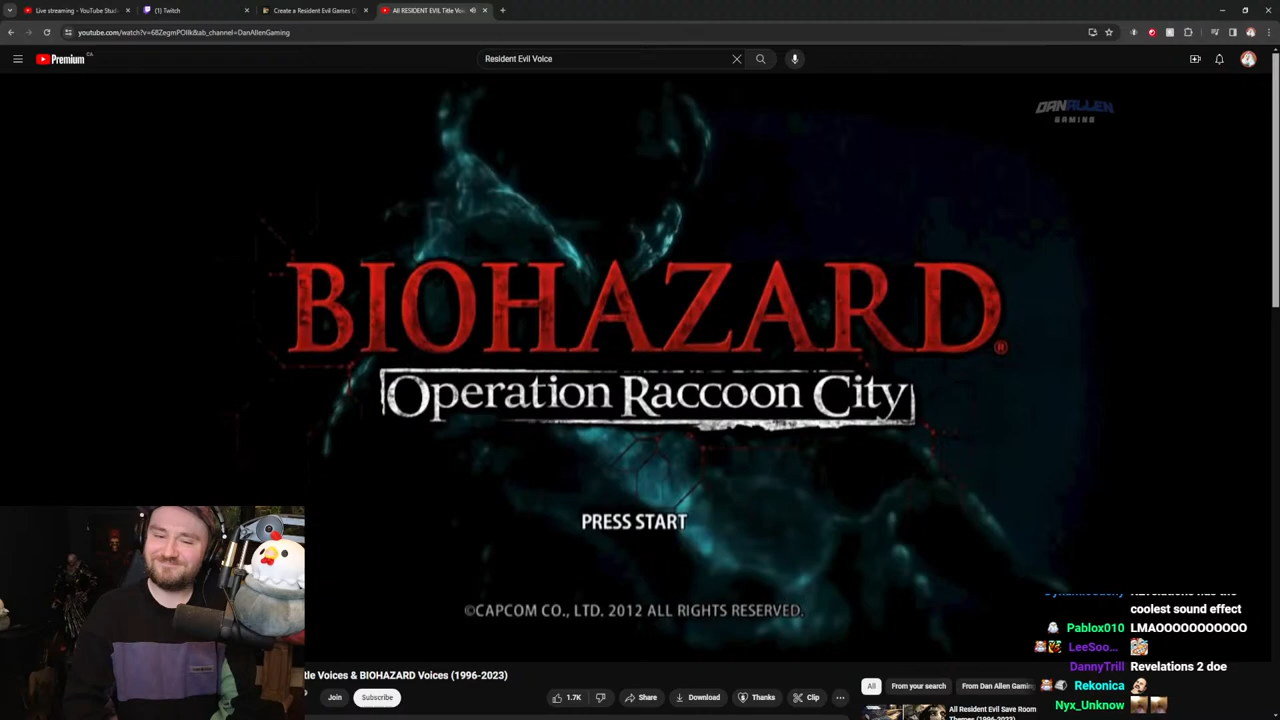 Live streaming - YouTube Stud
(1) Twitch
Create a Resident Evil Games (
All RESIDENT EVIL Title Voi
youtube.com/watch?v=68ZegmPOIlk&ab_channel=DanAllenGaming
Premium CA
Resident Evil Voice
DANALLEN
GAMING
BIOHAZARD®
Operation Raccoon City
PRESS START
©CAPCOM CO., LTD. 2012 ALL RIGHTS RESERVED.
coolest sound effect
Pablox010 LMAOOOOOOOOOO
LeeSoo...
DannyTrill Revelations 2 doe
Rekonica
Nyx_Unknow
tle Voices & BIOHAZARD Voices (1996-2023)
Join Subscribe 1.7K Share Download Thanks Clip
All From your search From Dan Allen Gaming
All Resident Evil Save Room
Themes (1996-2023)